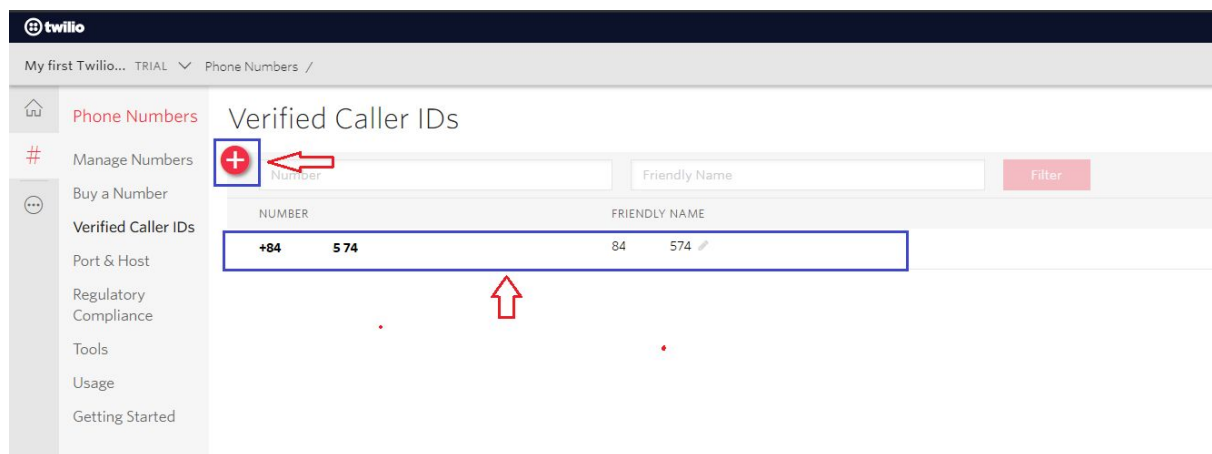 twilio
My first Twilio... TRIAL Phone Numbers /
Phone Numbers
Manage Numbers
Buy a Number
Verified Caller IDs
Port & Host
Regulatory
Compliance
Tools
Usage
Getting Started
Verified Caller IDs
Number Friendly Name Filter
NUMBER FRIENDLY NAME
+84 5 74 84 574